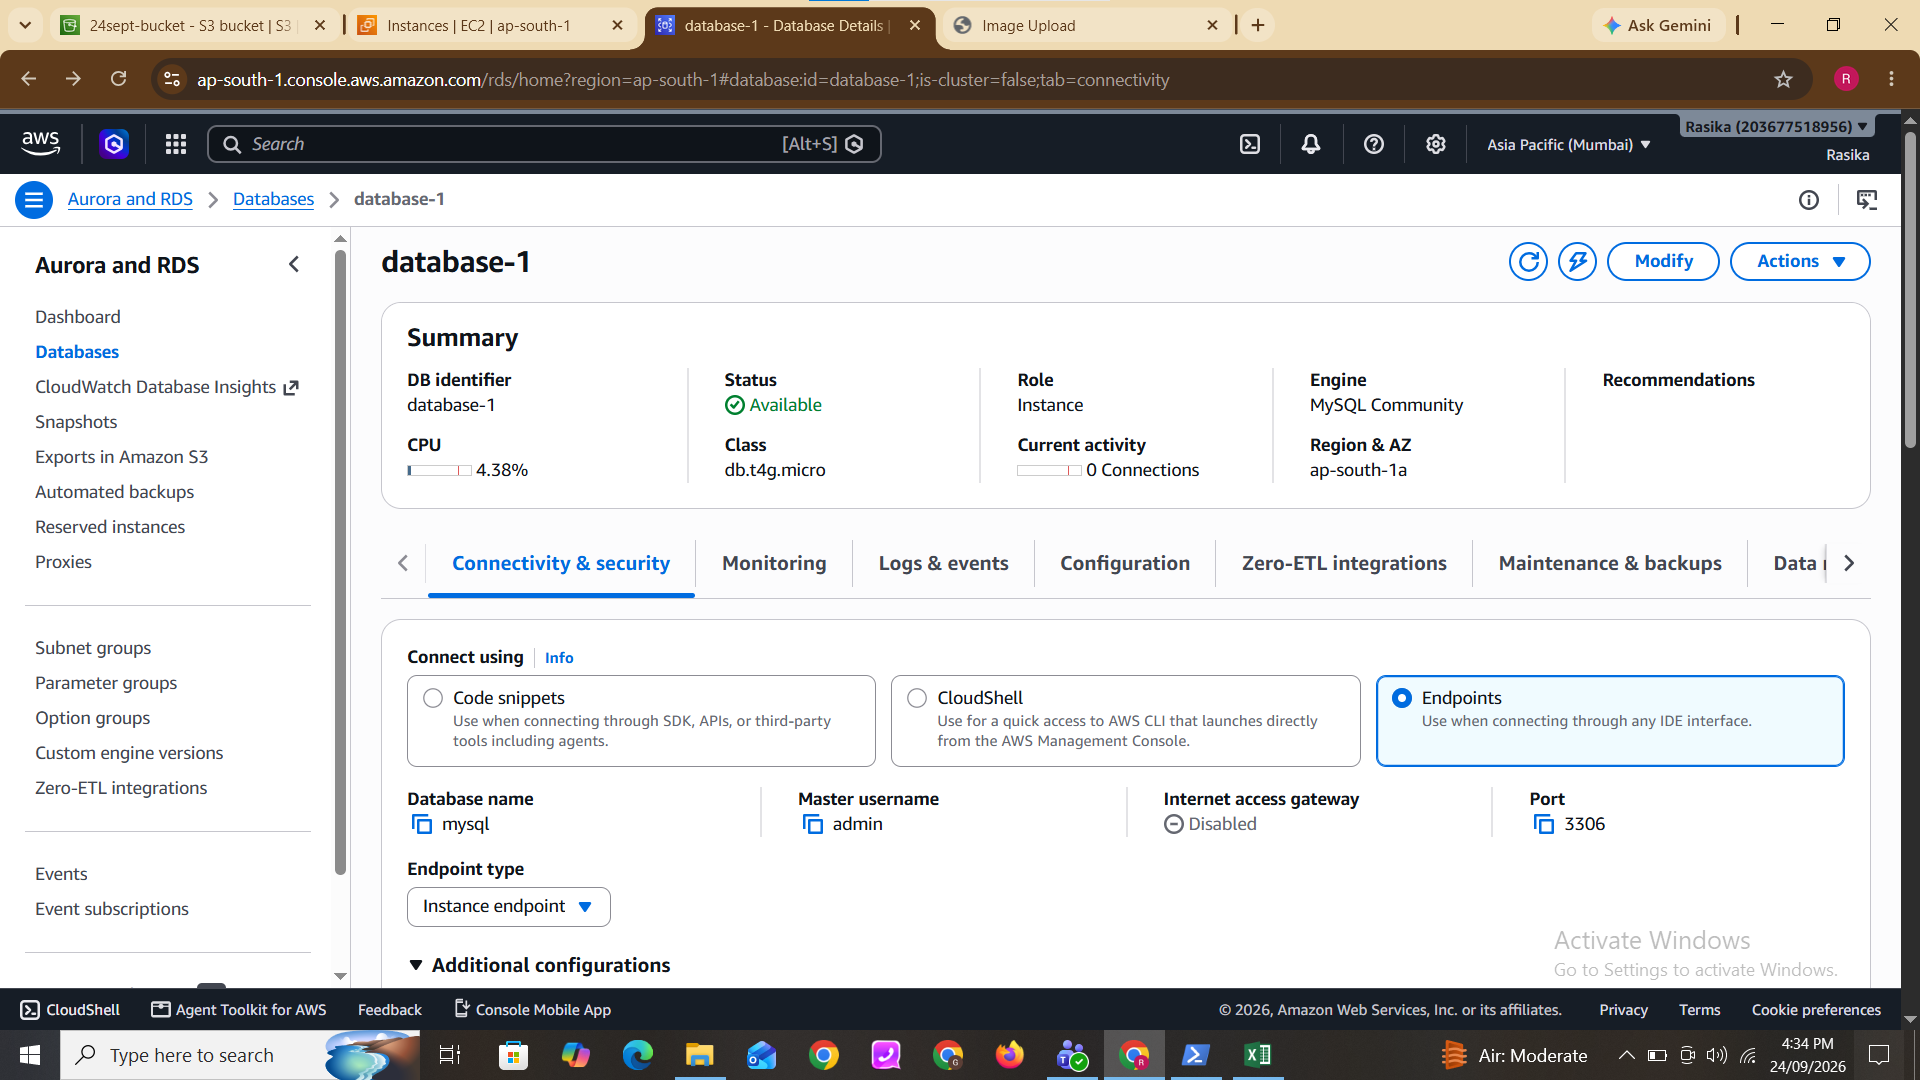 24sept-bucket - S3 bucket | S3
Instances | EC2 | ap-south-1
database-1 - Database Details |
Image Upload
Ask Gemini
ap-south-1.console.aws.amazon.com/rds/home?region=ap-south-1#database:id=database-1;is-cluster=false;tab=connectivity
R
aws
Search
[Alt+S]
Asia Pacific (Mumbai)
Rasika (203677518956)
Rasika
Aurora and RDS
Databases
database-1
Aurora and RDS
Dashboard
Databases
CloudWatch Database Insights
Snapshots
Exports in Amazon S3
Automated backups
Reserved instances
Proxies
Subnet groups
Parameter groups
Option groups
Custom engine versions
Zero-ETL integrations
Events
Event subscriptions
database-1
Modify
Actions
Summary
DB identifier
database-1
Status
Available
Role
Instance
Engine
MySQL Community
Recommendations
CPU
4.38%
Class
db.t4g.micro
Current activity
0 Connections
Region & AZ
ap-south-1a
Connectivity & security
Monitoring
Logs & events
Configuration
Zero-ETL integrations
Maintenance & backups
Data
Connect using
Info
Code snippets
Use when connecting through SDK, APIs, or third-party
tools including agents.
CloudShell
Use for a quick access to AWS CLI that launches directly
from the AWS Management Console.
Endpoints
Use when connecting through any IDE interface.
Database name
mysql
Master username
admin
Internet access gateway
Disabled
Port
3306
Endpoint type
Instance endpoint
Additional configurations
Activate Windows
Go to Settings to activate Windows.
CloudShell
Agent Toolkit for AWS
Feedback
Console Mobile App
© 2026, Amazon Web Services, Inc. or its affiliates.
Privacy
Terms
Cookie preferences
Type here to search
Air: Moderate
4:34 PM
24/09/2026